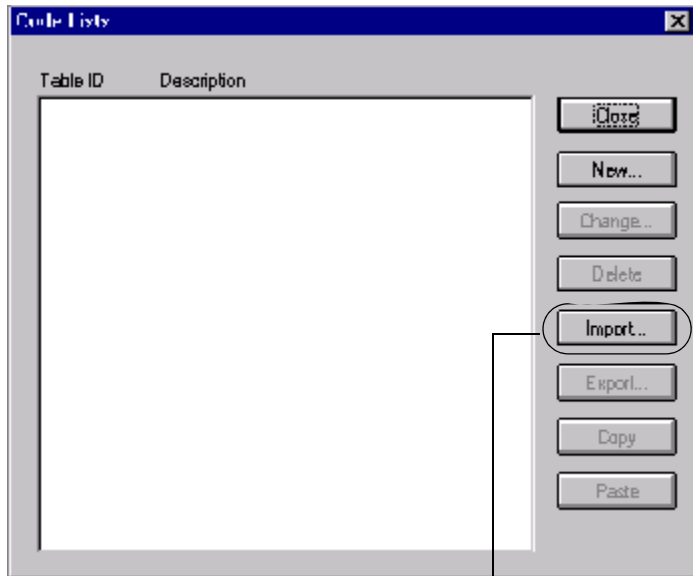 Code Lists
Table ID Description
Close
New...
Change...
Delete
Import...
Export...
Copy
Paste